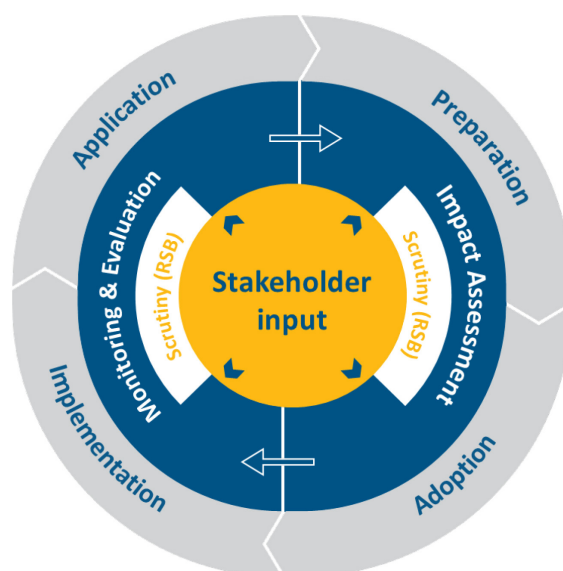 Application
Preparation
Monitoring & Evaluation
Scrutiny (RSB)
Stakeholder
input
Scrutiny (RSB)
Impact Assessment
Implementation
Adoption